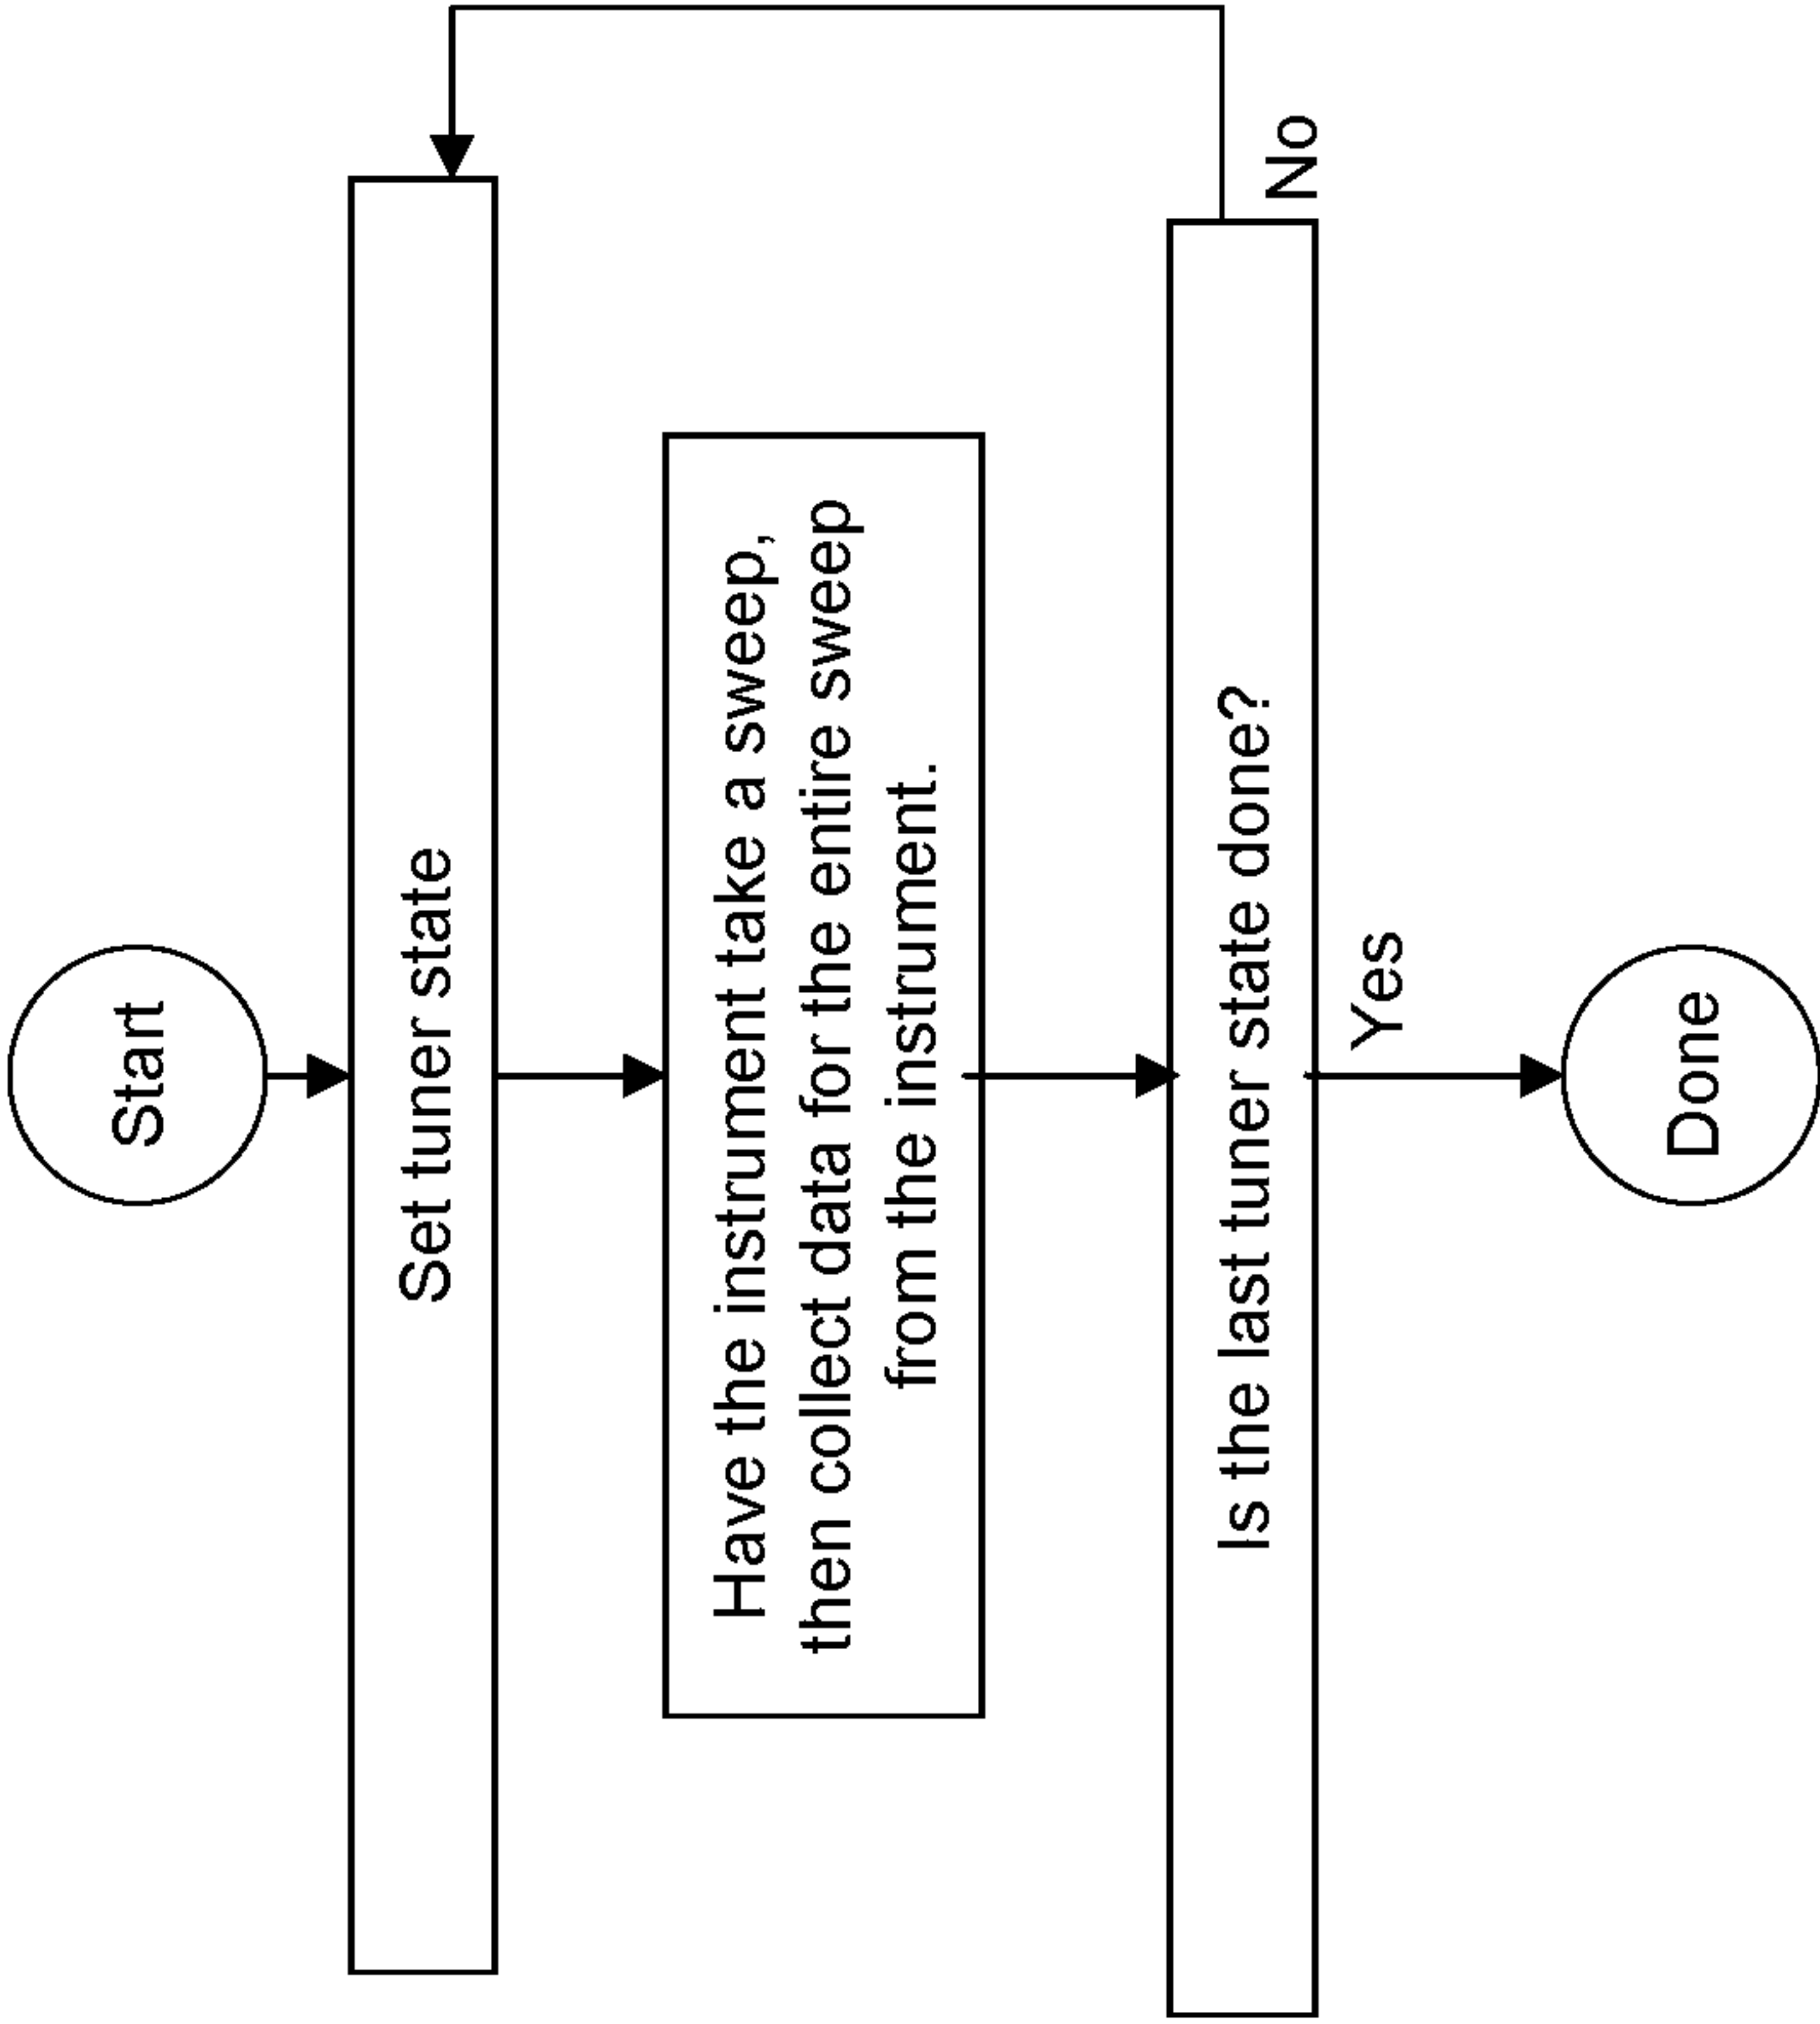 Start
Set tuner state
Have the instrument take a sweep,
then collect data for the entire sweep
from the instrument.
Is the last tuner state done?
No
Yes
Done